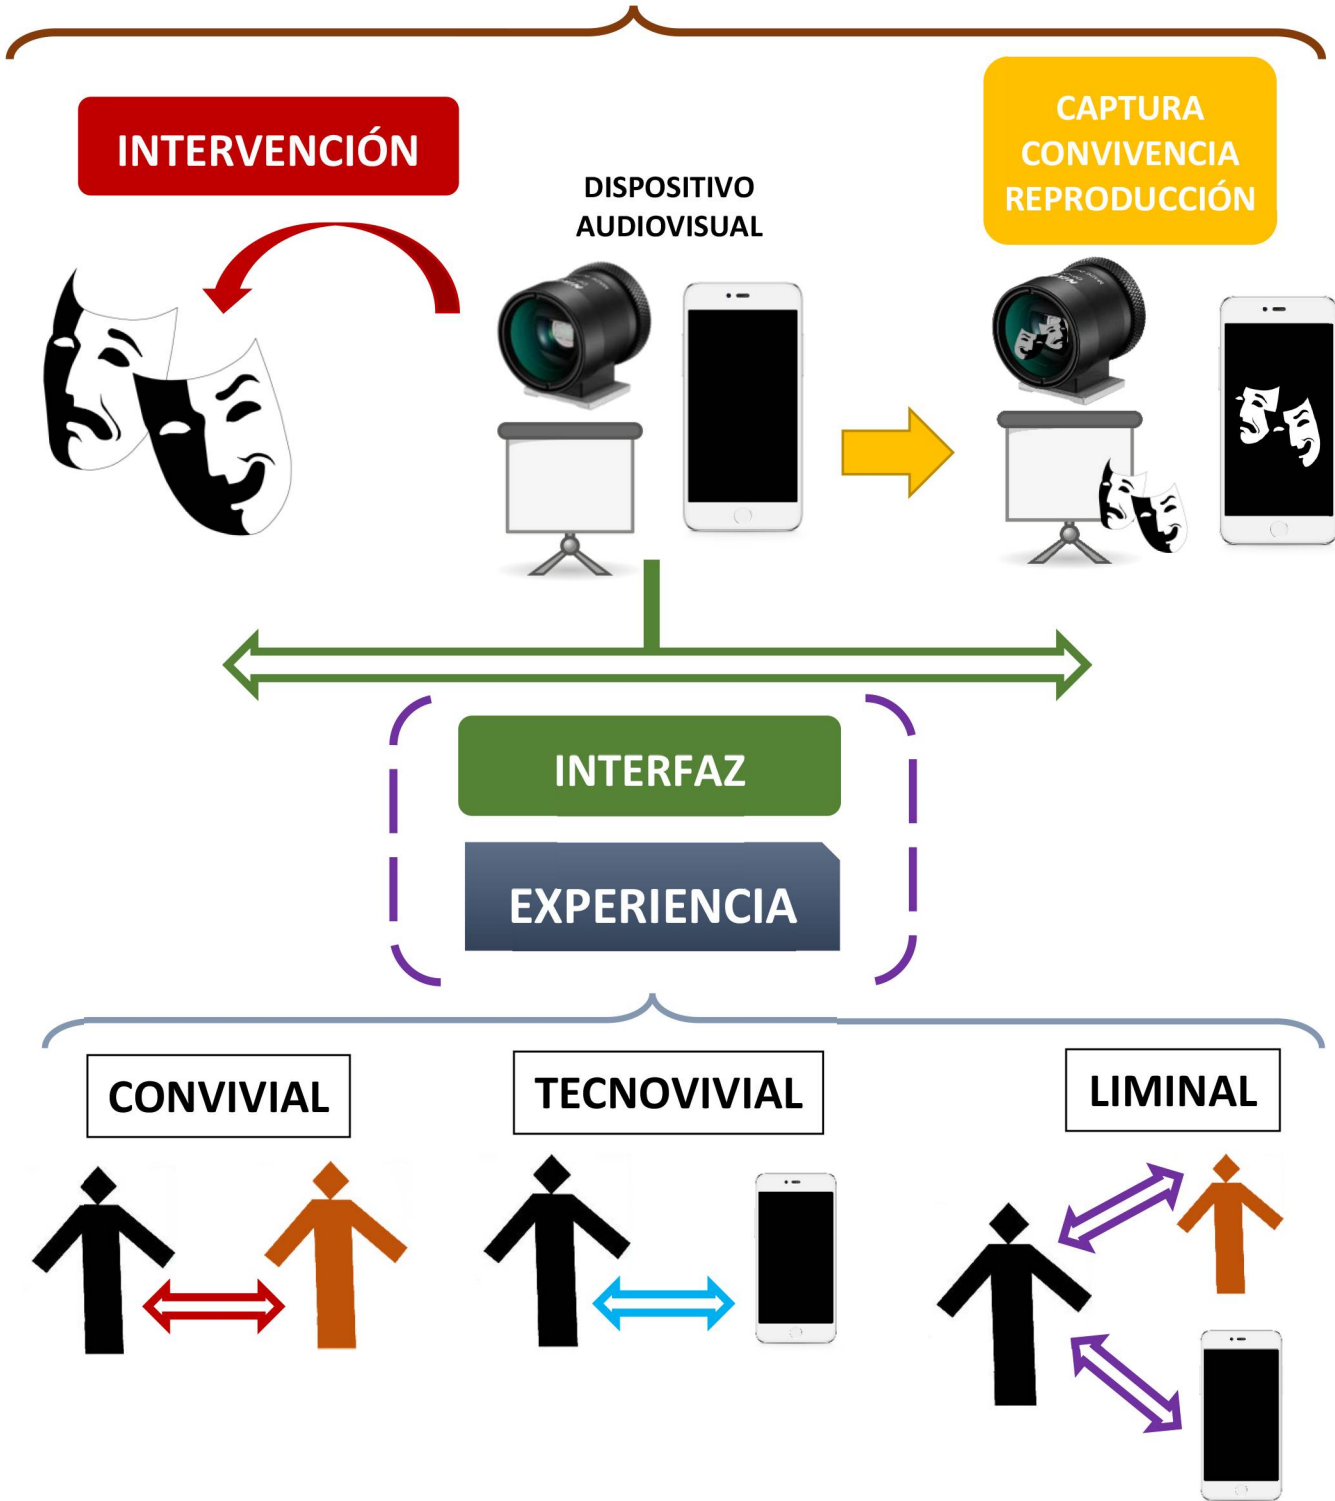 INTERVENCIÓN
DISPOSITIVO
AUDIOVISUAL
CAPTURA
CONVIVENCIA
REPRODUCCIÓN
INTERFAZ
EXPERIENCIA
CONVIVIAL
TECNOVIVIAL
LIMINAL